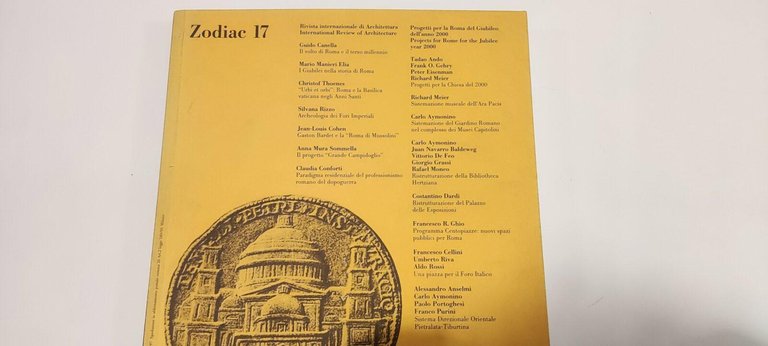 Zodiac 17
Rivista internazionale di Architettura
International Review of Architecture
Guido Canella
Il volto di Roma e il terzo millennio
Mario Manieri Elia
I Giubilei nella storia di Roma
Christof Thoenes
"Urbi et orbi": Roma e la Basilica
vaticana negli Anni Santi
Silvana Rizzo
Archeologia dei Fori Imperiali
Jean-Louis Cohen
Gaston Bardet e la "Roma di Mussolini"
Anna Mura Sommella
Il progetto "Grande Campidoglio"
Claudia Conforti
Paradigma residenziale del professionismo
romano del dopoguerra
Progetti per la Roma del Giubileo
dell'anno 2000
Projects for Rome for the Jubilee
year 2000
Tadao Ando
Frank O. Gehry
Peter Eisenman
Richard Meier
Progetti per la Chiesa del 2000
Richard Meier
Sistemazione museale dell'Ara Pacis
Carlo Aymonino
Sistemazione del Giardino Romano
nel complesso dei Musei Capitolini
Carlo Aymonino
Juan Navarro Baldeweg
Vittorio De Feo
Giorgio Grassi
Rafael Moneo
Ristrutturazione della Bibliotheca
Hertziana
Costantino Dardi
Ristrutturazione del Palazzo
delle Esposizioni
Francesco R. Ghio
Programma Centopiazze: nuovi spazi
pubblici per Roma
Francesco Cellini
Umberto Riva
Aldo Rossi
Una piazza per il Foro Italico
Alessandro Anselmi
Carlo Aymonino
Paolo Portoghesi
Franco Purini
Sistema Direzionale Orientale
Pietralata-Tiburtina